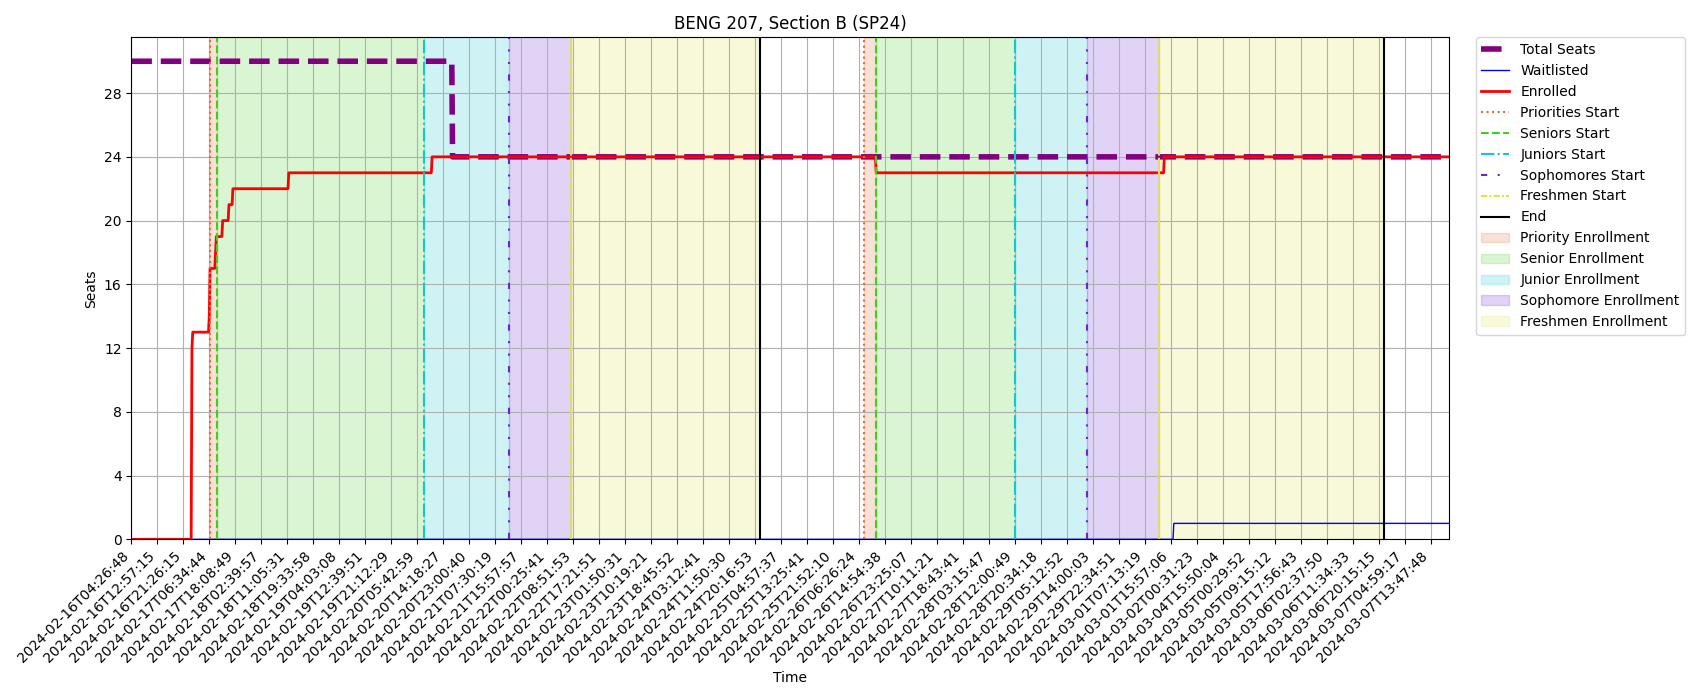 BENG 207, Section B (SP24)
Total Seats
Waitlisted
Enrolled
Priorities Start
Seniors Start
Juniors Start
Sophomores Start
Freshmen Start
End
Priority Enrollment
Senior Enrollment
Junior Enrollment
Sophomore Enrollment
Freshmen Enrollment
Seats
28
24
20
16
12
8
4
0
2024-02-16T04:26:48
2024-02-16T12:57:15
2024-02-16T21:26:15
2024-02-17T06:34:44
2024-02-17T18:08:49
2024-02-18T02:39:57
2024-02-18T11:05:31
2024-02-18T19:33:58
2024-02-19T04:03:08
2024-02-19T12:39:51
2024-02-19T21:12:29
2024-02-20T05:42:59
2024-02-20T14:18:27
2024-02-20T23:00:40
2024-02-21T07:30:19
2024-02-21T15:57:57
2024-02-22T00:25:41
2024-02-22T08:51:53
2024-02-22T17:21:51
2024-02-23T01:50:31
2024-02-23T10:19:21
2024-02-23T18:45:52
2024-02-24T03:12:41
2024-02-24T11:50:30
2024-02-24T20:16:53
2024-02-25T04:57:37
2024-02-25T13:25:41
2024-02-25T21:52:10
2024-02-26T06:26:24
2024-02-26T14:54:38
2024-02-26T23:25:07
2024-02-27T10:11:21
2024-02-27T18:43:41
2024-02-28T03:15:47
2024-02-28T12:00:49
2024-02-28T20:34:18
2024-02-29T05:12:52
2024-02-29T14:00:03
2024-02-29T22:34:51
2024-03-01T07:13:19
2024-03-01T15:57:06
2024-03-02T00:31:23
2024-03-04T15:50:04
2024-03-05T00:29:52
2024-03-05T09:15:12
2024-03-05T17:56:43
2024-03-06T02:37:50
2024-03-06T11:34:33
2024-03-06T20:15:15
2024-03-07T04:59:17
2024-03-07T13:47:48
Time